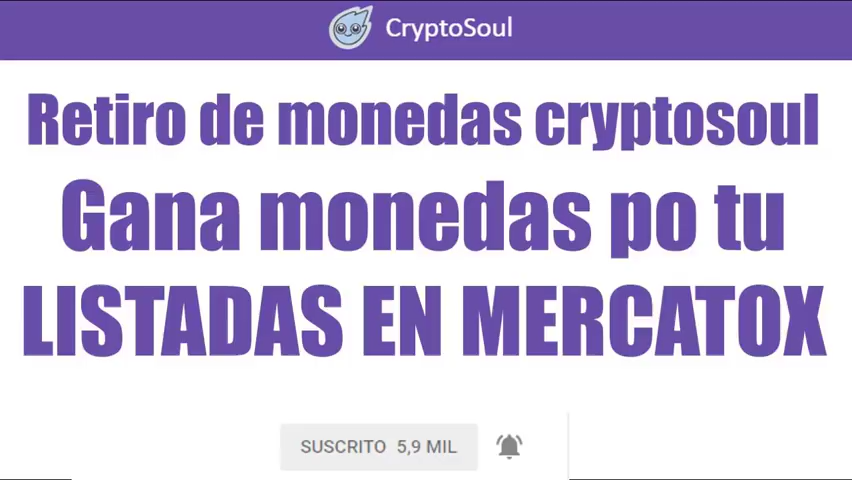 CryptoSoul
Retiro de monedas cryptosoul
Gana monedas po tu
LISTADAS EN MERCATOX
SUSCRITO 5,9 MIL